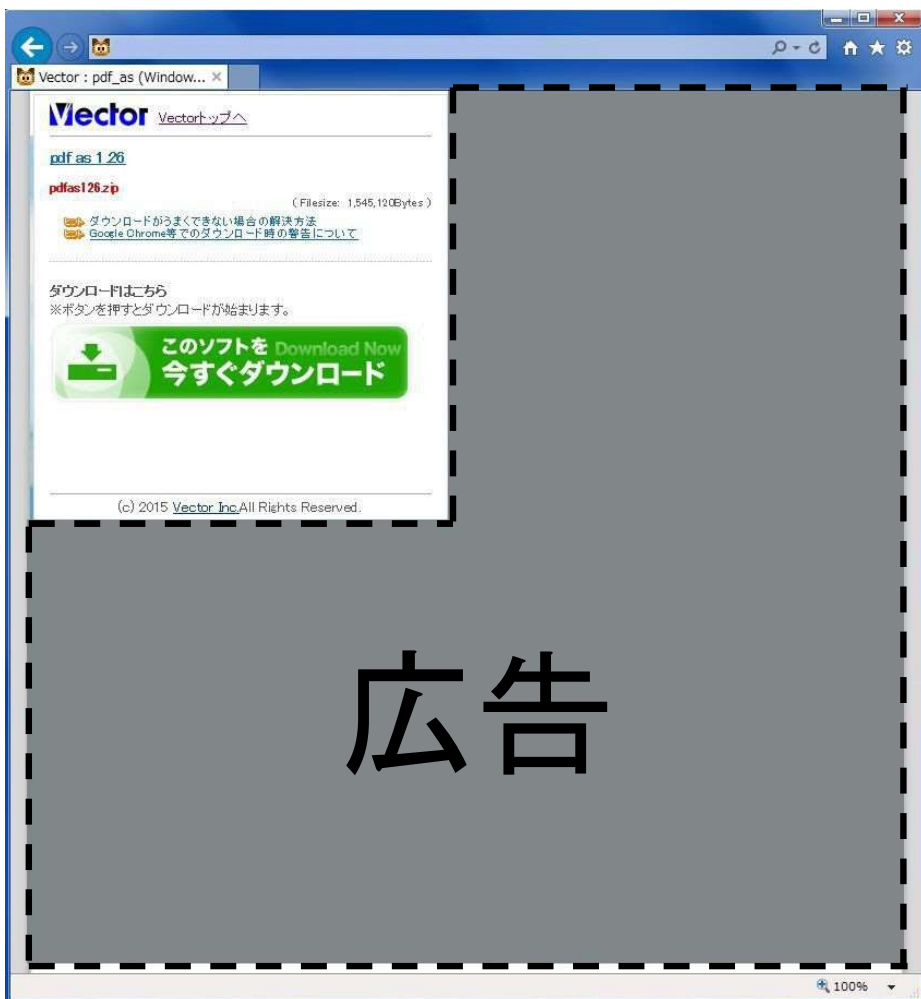 Vector : pdf_as (Window...
Vector Vectorトップへ
pdf as 1.26
pdfas126.zip
( Filesize: 1,545,120Bytes )
ダウンロードがうまくできない場合の解決方法
Google Chrome等でのダウンロード時の警告について
ダウンロードはこちら
※ボタンを押すとダウンロードが始まります。
このソフトを Download Now
今すぐダウンロード
(c) 2015 Vector Inc.All Rights Reserved.
広告
100%